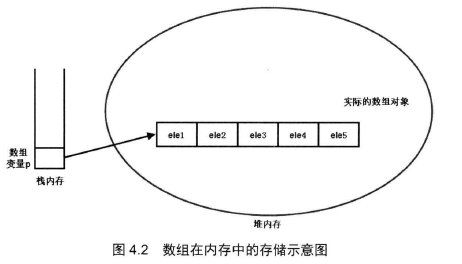 实际的数组对象
ele1 ele2 ele3 ele4 ele5
数组
变量p
栈内存
堆内存
图 4.2 数组在内存中的存储示意图